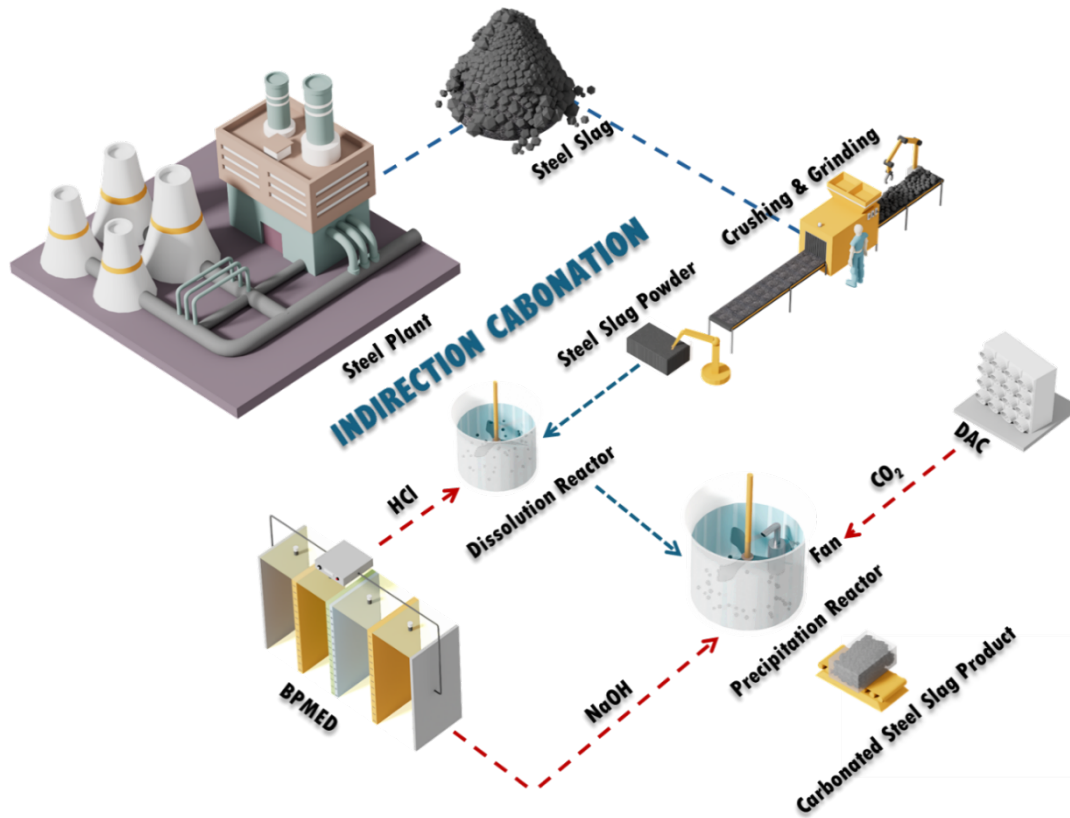 Steel Slag
Crushing & Grinding
Steel Plant
INDIRECTION CABONATION
Steel Slag Powder
DAC
CO₂
HCl
Dissolution Reactor
Fan
Precipitation Reactor
BPMED
NaOH
Carbonated Steel Slag Product